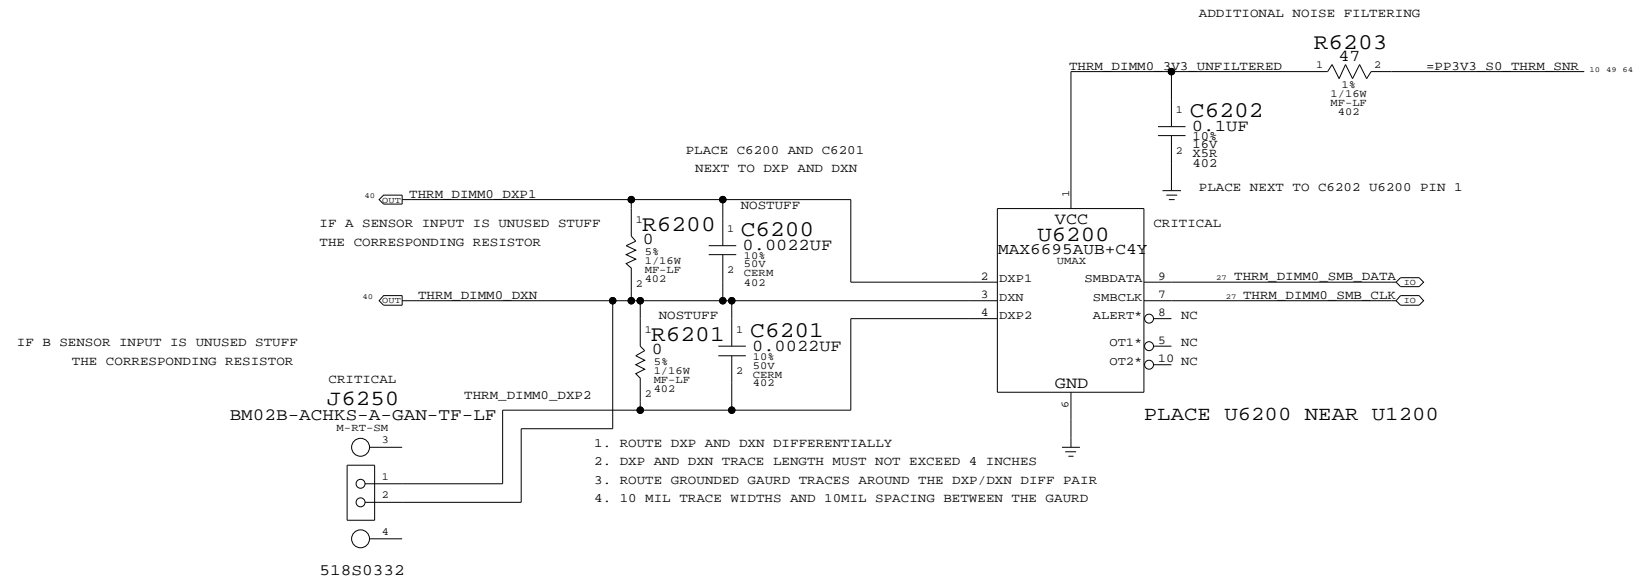 ADDITIONAL NOISE FILTERING
R6203
47
THRM_DIMM0_3V3_UNFILTERED
1
2
=PP3V3_S0_THRM_SNR
10 49 64
1%
1/16W
MF-LF
402
1
C6202
0.1UF
10%
16V
2
X5R
402
PLACE C6200 AND C6201
NEXT TO DXP AND DXN
PLACE NEXT TO C6202 U6200 PIN 1
1
40
OUT
THRM_DIMM0_DXP1
NOSTUFF
IF A SENSOR INPUT IS UNUSED STUFF
THE CORRESPONDING RESISTOR
1
R6200
0
5%
1/16W
MF-LF
402
2
1
C6200
0.0022UF
10%
50V
CERM
402
2
VCC
CRITICAL
U6200
MAX6695AUB+C4Y
UMAX
2
DXP1
SMBDATA
9
27
THRM_DIMM0_SMB_DATA
IO
40
OUT
THRM_DIMM0_DXN
3
DXN
SMBCLK
7
27
THRM_DIMM0_SMB_CLK
IO
4
DXP2
ALERT*
8
NC
OT1*
5
NC
OT2*
10
NC
GND
6
NOSTUFF
1
R6201
0
5%
1/16W
MF-LF
402
2
1
C6201
0.0022UF
10%
50V
CERM
402
2
IF B SENSOR INPUT IS UNUSED STUFF
THE CORRESPONDING RESISTOR
CRITICAL
J6250
BM02B-ACHKS-A-GAN-TF-LF
M-RT-SM
THRM_DIMM0_DXP2
PLACE U6200 NEAR U1200
3
1
2
4
518S0332
1. ROUTE DXP AND DXN DIFFERENTIALLY
2. DXP AND DXN TRACE LENGTH MUST NOT EXCEED 4 INCHES
3. ROUTE GROUNDED GAURD TRACES AROUND THE DXP/DXN DIFF PAIR
4. 10 MIL TRACE WIDTHS AND 10MIL SPACING BETWEEN THE GAURD